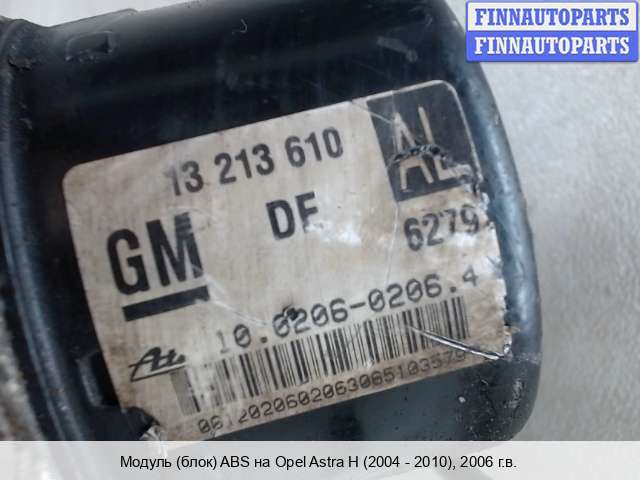 FINNAUTOPARTS
FINNAUTOPARTS
13 213 610
AL
GM
DF
6279
10.0206-0206.4
Модуль (блок) ABS на Opel Astra H (2004 - 2010), 2006 г.в.